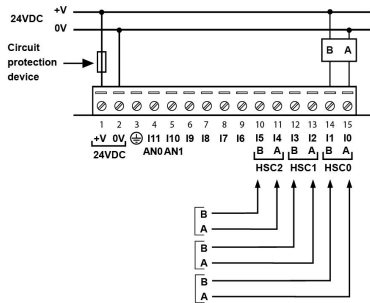 +V
24VDC
0V
Circuit
protection
device
B A
1 2 3 4 5 6 7 8 9 10 11 12 13 14 15
+V 0V I11 I10 I9 I8 I7 I6 I5 I4 I3 I2 I1 I0
24VDC AN0 AN1 B A B A B A
HSC2 HSC1 HSC0
B
A
B
A
B
A